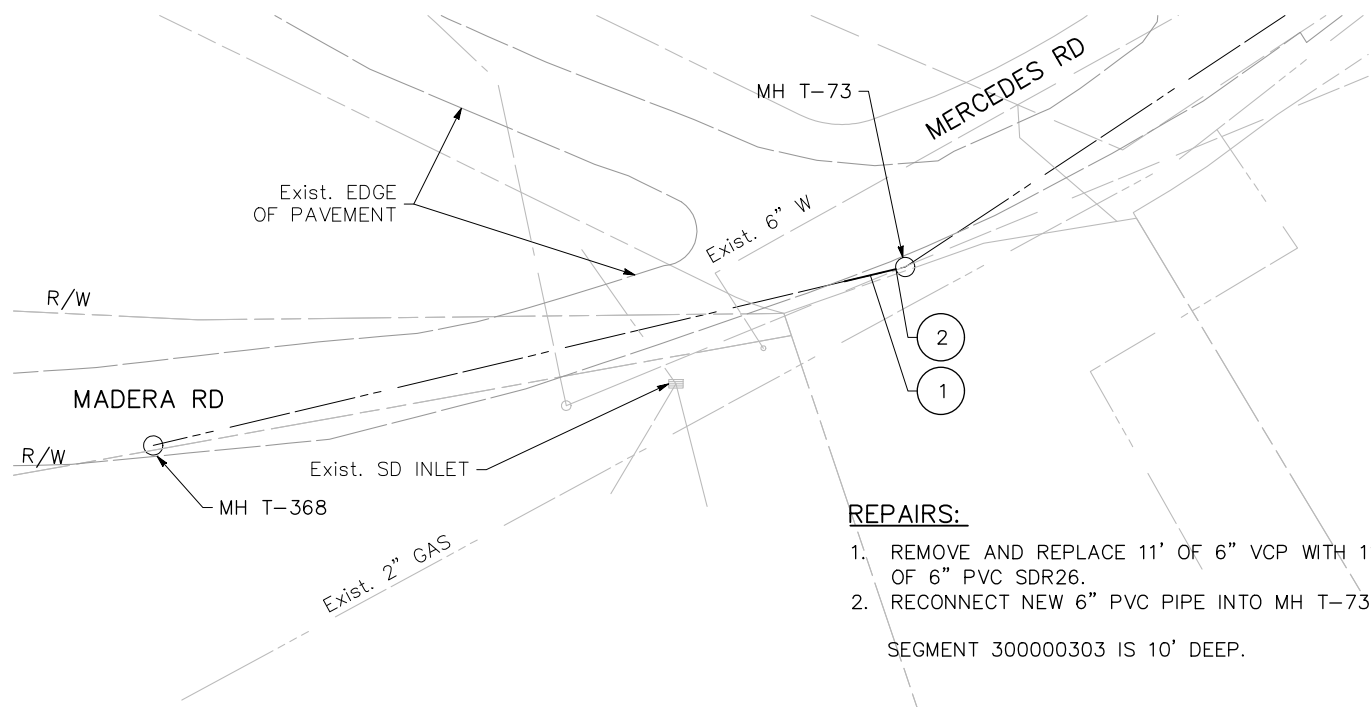 MH T-73
MERCEDES RD
Exist. EDGE
OF PAVEMENT
Exist. 6" W
R/W
2
1
MADERA RD
R/W
Exist. SD INLET
MH T-368
Exist. 2" GAS
REPAIRS:
1. REMOVE AND REPLACE 11' OF 6" VCP WITH 1
OF 6" PVC SDR26.
2. RECONNECT NEW 6" PVC PIPE INTO MH T-73
SEGMENT 300000303 IS 10' DEEP.